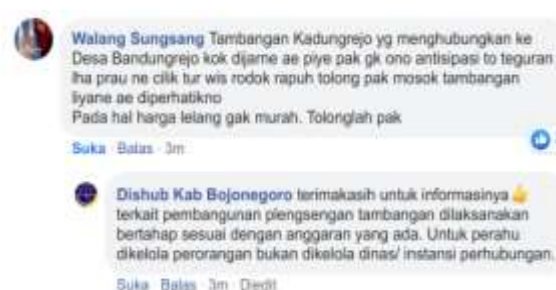 Walang Sungsang Tambangan Kadungrejo yg menghubungkan ke
Desa Bandungrejo kok dijarne ae piye pak gk ono antisipasi to teguran
lha prau ne cilik tur wis rodok rapuh tolong pak mosok tambangan
liyane ae diperhatikno
Pada hal harga lelang gak murah. Tolonglah pak
Suka Balas 3m
Dishub Kab Bojonegoro terimakasih untuk informasinya 👍
terkait pembangunan plengsengan tambangan dilaksanakan
bertahap sesuai dengan anggaran yang ada. Untuk perahu
dikelola perorangan bukan dikelola dinas/ instansi perhubungan.
Suka Balas 3m Diedit